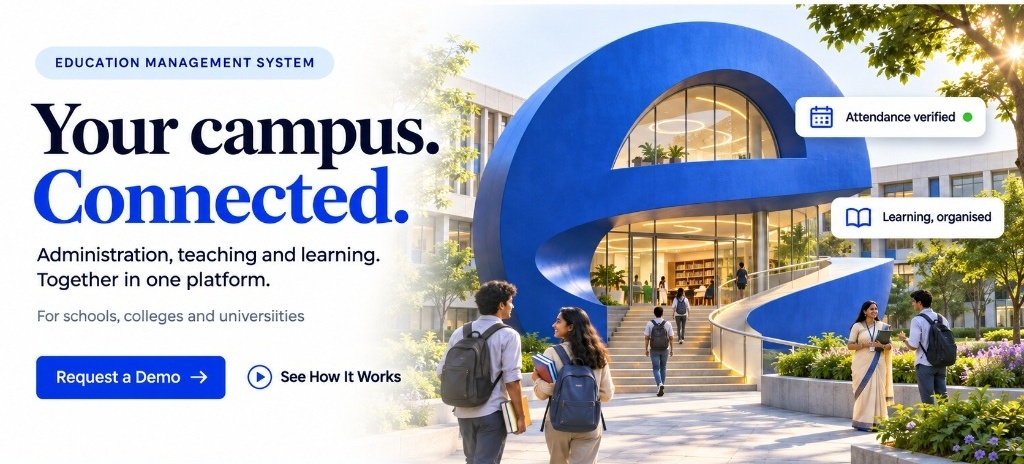 EDUCATION MANAGEMENT SYSTEM
Your campus.
Connected.
Administration, teaching and learning.
Together in one platform.
For schools, colleges and universiities
Request a Demo →
See How It Works
Attendance verified
Learning, organised